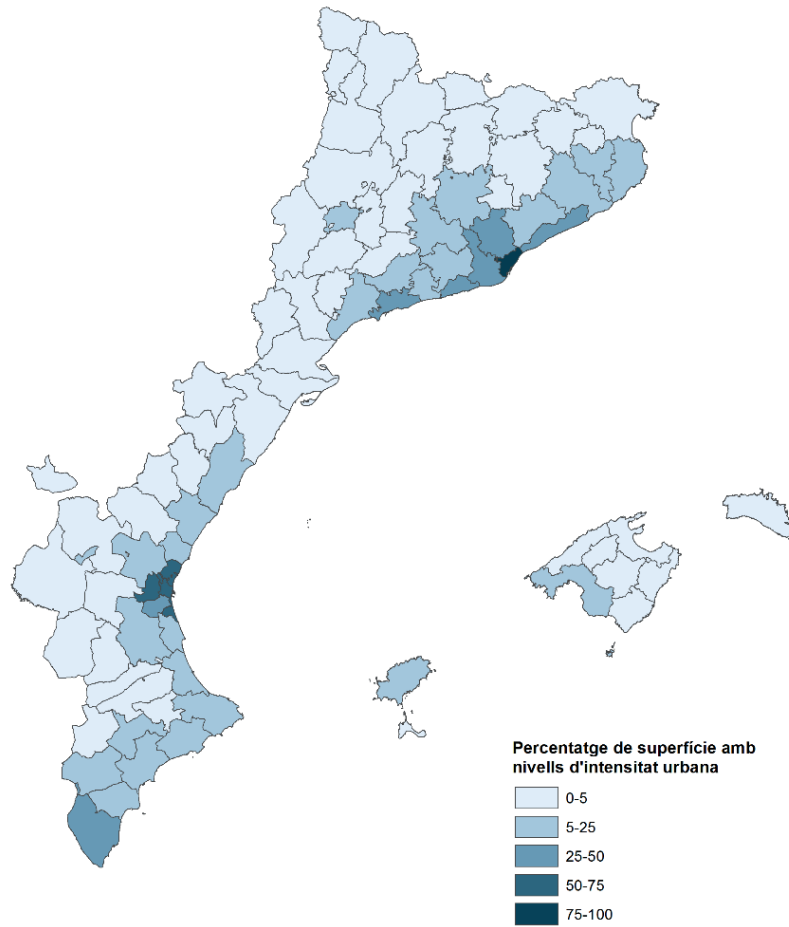 Percentatge de superfície amb
nivells d'intensitat urbana
0-5
5-25
25-50
50-75
75-100